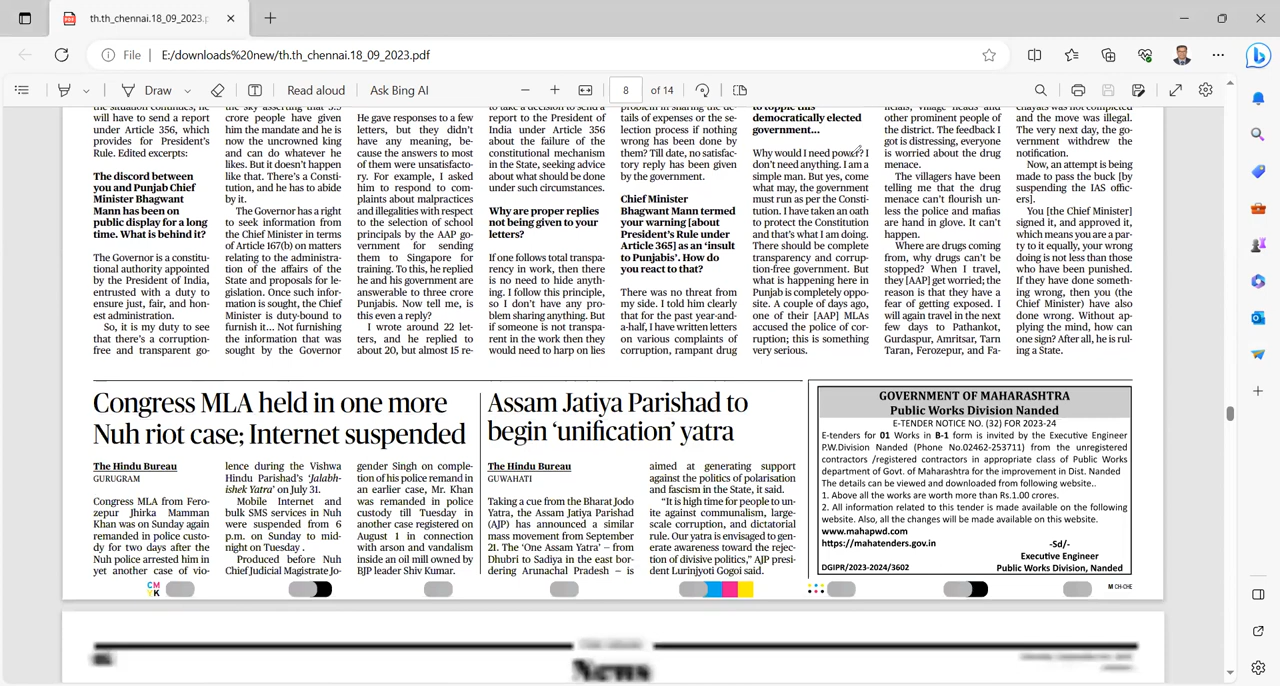 th.th_chennai.18_09_2023.p
File
E:/downloads%20new/th.th_chennai.18_09_2023.pdf
Draw
Read aloud
Ask Bing AI
8
of 14
will have to send a report
under Article 356, which
provides for President's
Rule. Edited excerpts:
The discord between
you and Punjab Chief
Minister Bhagwant
Mann has been on
public display for a long
time. What is behind it?
The Governor is a constitu-
tional authority appointed
by the President of India,
entrusted with a duty to
ensure just, fair, and hon-
est administration.
So, it is my duty to see
that there's a corruption-
free and transparent go-
the sky asserting that 3.5
crore people have given
him the mandate and he is
now the uncrowned king
and can do whatever he
likes. But it doesn't happen
like that. There's a Consti-
tution, and he has to abide
by it.
The Governor has a right
to seek information from
the Chief Minister in terms
of Article 167(b) on matters
relating to the administra-
tion of the affairs of the
State and proposals for le-
gislation. Once such infor-
mation is sought, the Chief
Minister is duty-bound to
furnish it... Not furnishing
the information that was
sought by the Governor
He gave responses to a few
letters, but they didn't
have any meaning, be-
cause the answers to most
of them were unsatisfacto-
ry. For example, I asked
him to respond to com-
plaints about malpractices
and illegalities with respect
to the selection of school
principals by the AAP go-
vernment for sending
them to Singapore for
training. To this, he replied
he and his government are
answerable to three crore
Punjabis. Now tell me, is
this even a reply?
I wrote around 22 let-
ters, and he replied to
about 20, but almost 15 re-
to take a decision to send a
report to the President of
India under Article 356
about the failure of the
constitutional mechanism
in the State, seeking advice
about what should be done
under such circumstances.
Why are proper replies
not being given to your
letters?
If one follows total transpa-
rency in work, then there
is no need to hide anyth-
ing. I follow this principle,
so I don't have any pro-
blem sharing anything. But
if someone is not transpa-
rent in the work then they
would need to harp on lies
problem in sharing the de-
tails of expenses or the se-
lection process if nothing
wrong has been done by
them? Till date, no satisfac-
tory reply has been given
by the government.
Chief Minister
Bhagwant Mann termed
your warning [about
President's Rule under
Article 365] as an 'insult
to Punjabis'. How do
you react to that?
There was no threat from
my side. I told him clearly
that for the past year-and-
a-half, I have written letters
on various complaints of
corruption, rampant drug
to topple this
democratically elected
government...
Why would I need power? I
don't need anything. I am a
simple man. But yes, come
what may, the government
must run as per the Consti-
tution. I have taken an oath
to protect the Constitution
and that's what I am doing.
There should be complete
transparency and corrup-
tion-free government. But
what is happening here in
Punjab is completely oppo-
site. A couple of days ago,
one of their [AAP] MLAs
accused the police of cor-
ruption; this is something
very serious.
cials, village heads and
other prominent people of
the district. The feedback I
got is distressing, everyone
is worried about the drug
menace.
The villagers have been
telling me that the drug
menace can't flourish un-
less the police and mafias
are hand in glove. It can't
happen.
Where are drugs coming
from, why drugs can't be
stopped? When I travel,
they [AAP] get worried; the
reason is that they have a
fear of getting exposed. I
will again travel in the next
few days to Pathankot,
Gurdaspur, Amritsar, Tarn
Taran, Ferozepur, and Fa-
chayats was not completed
and the move was illegal.
The very next day, the go-
vernment withdrew the
notification.
Now, an attempt is being
made to pass the buck [by
suspending the IAS offic-
ers].
You [the Chief Minister]
signed it, and approved it,
which means you are a par-
ty to it equally, your wrong
doing is not less than those
who have been punished.
If they have done someth-
ing wrong, then you (the
Chief Minister) have also
done wrong. Without ap-
plying the mind, how can
one sign? After all, he is rul-
ing a State.
Congress MLA held in one more
Nuh riot case; Internet suspended
The Hindu Bureau
GURUGRAM
Congress MLA from Fero-
zepur Jhirka Mamman
Khan was on Sunday again
remanded in police custo-
dy for two days after the
Nuh police arrested him in
yet another case of vio-
lence during the Vishwa
Hindu Parishad's 'Jalabh-
ishek Yatra' on July 31.
Mobile Internet and
bulk SMS services in Nuh
were suspended from 6
p.m. on Sunday to mid-
night on Tuesday .
Produced before Nuh
Chief Judicial Magistrate Jo-
gender Singh on comple-
tion of his police remand in
an earlier case, Mr. Khan
was remanded in police
custody till Tuesday in
another case registered on
August 1 in connection
with arson and vandalism
inside an oil mill owned by
BJP leader Shiv Kumar.
Assam Jatiya Parishad to
begin 'unification' yatra
The Hindu Bureau
GUWAHATI
Taking a cue from the Bharat Jodo
Yatra, the Assam Jatiya Parishad
(AJP) has announced a similar
mass movement from September
21. The 'One Assam Yatra' – from
Dhubri to Sadiya in the east bor-
dering Arunachal Pradesh – is
aimed at generating support
against the politics of polarisation
and fascism in the State, it said.
"It is high time for people to un-
ite against communalism, large-
scale corruption, and dictatorial
rule. Our yatra is envisaged to gen-
erate awareness toward the rejec-
tion of divisive politics," AJP presi-
dent Lurinjyoti Gogoi said.
GOVERNMENT OF MAHARASHTRA
Public Works Division Nanded
E-TENDER NOTICE NO. (32) FOR 2023-24
E-tenders for 01 Works in B-1 form is invited by the Executive Engineer
P.W.Division Nanded (Phone No.02462-253711) from the unregistered
contractors /registered contractors in appropriate class of Public Works
department of Govt. of Maharashtra for the improvement in Dist. Nanded
The details can be viewed and downloaded from following website..
1. Above all the works are worth more than Rs.1.00 crores.
2. All information related to this tender is made available on the following
website. Also, all the changes will be made available on this website.
www.mahapwd.com
https://mahatenders.gov.in
-Sd/-
Executive Engineer
DGIPR/2023-2024/3602
Public Works Division, Nanded
CM
YK
M CH-CHE
News